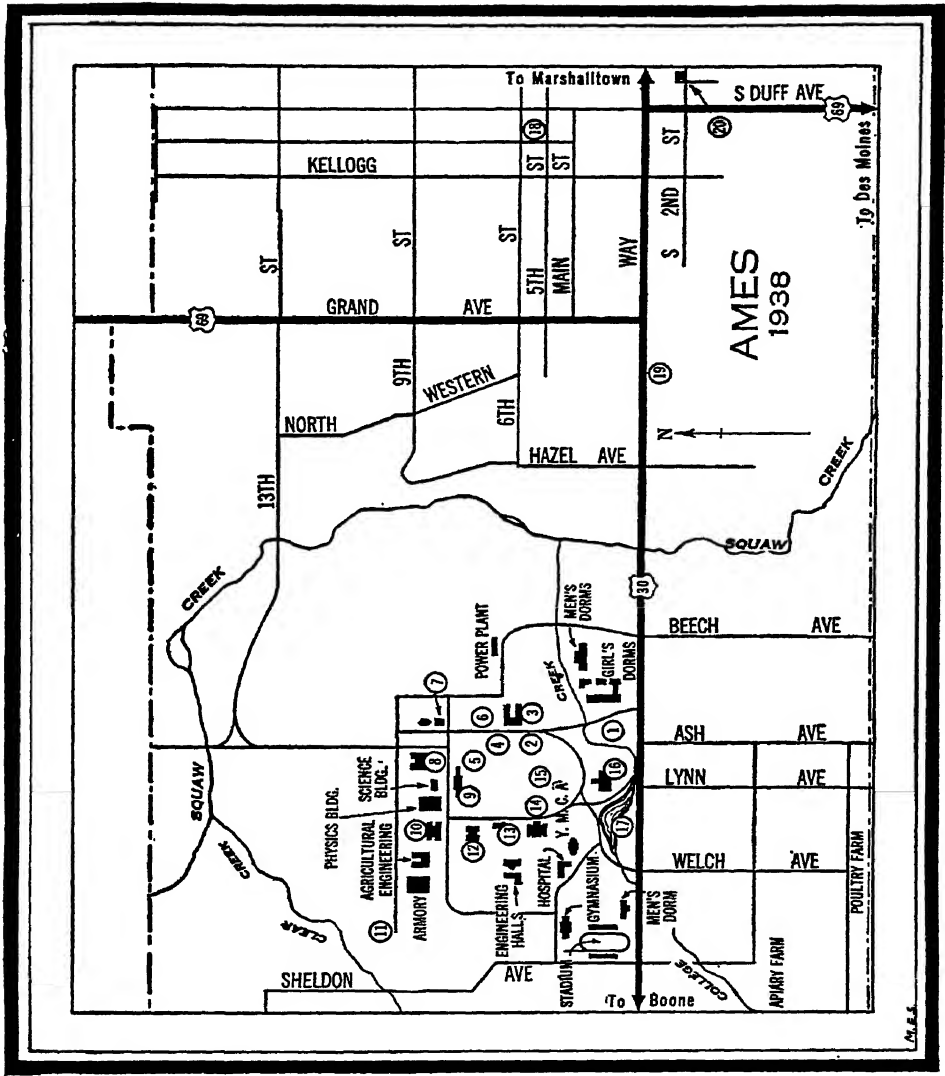 To Marshalltown
S DUFF AVE
69
To Des Moines
18
20
KELLOGG
ST
ST
ST
ST
ST
ST
5TH
MAIN
WAY
S 2ND ST
GRAND AVE
69
AMES
1938
9TH
WESTERN
NORTH
6TH
19
N
HAZEL AVE
13TH
CREEK
SQUAW
CREEK
SQUAW
CREEK
30
MEN'S
DORMS
POWER PLANT
BEECH AVE
GIRL'S
DORMS
CREEK
7
6
3
1
ASH AVE
4
2
8
5
SCIENCE
BLDG.
16
LYNN AVE
15
9
PHYSICS BLDG.
Y. M. C. A.
14
17
10
13
12
AGRICULTURAL
ENGINEERING
WELCH AVE
POULTRY FARM
HOSPITAL
ARMORY
ENGINEERING
HALLS
GYMNASIUM
MEN'S
DORM
11
CLEAR
CREEK
STADIUM
SHELDON AVE
COLLEGE
APIARY FARM
To Boone
M.E.S.